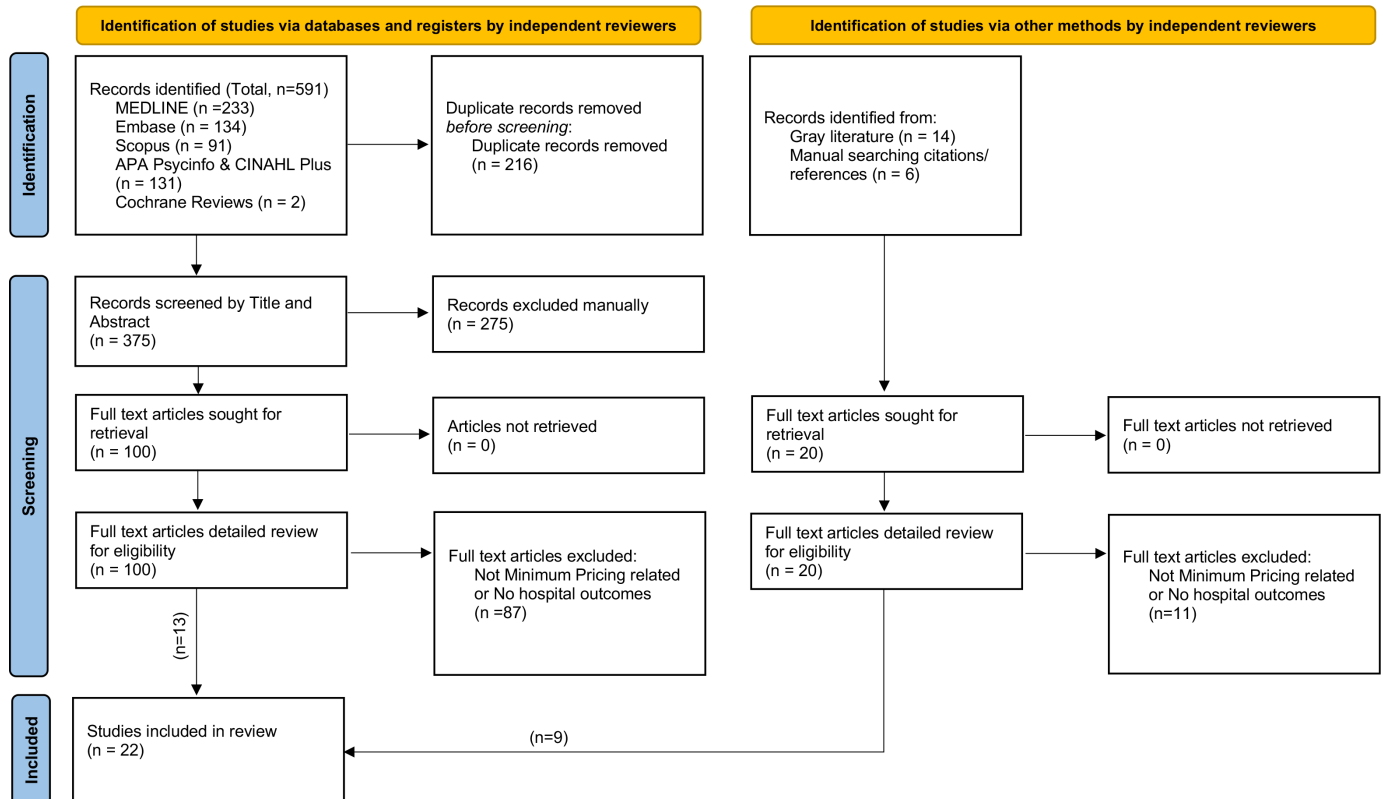 Identification of studies via databases and registers by independent reviewers
Identification of studies via other methods by independent reviewers
Identification
Records identified (Total, n=591)
MEDLINE (n =233)
Embase (n = 134)
Scopus (n = 91)
APA Psycinfo & CINAHL Plus
(n = 131)
Cochrane Reviews (n = 2)
Duplicate records removed
before screening:
Duplicate records removed
(n = 216)
Records identified from:
Gray literature (n = 14)
Manual searching citations/
references (n = 6)
Screening
Records screened by Title and
Abstract
(n = 375)
Records excluded manually
(n = 275)
Full text articles sought for
retrieval
(n = 100)
Articles not retrieved
(n = 0)
Full text articles sought for
retrieval
(n = 20)
Full text articles not retrieved
(n = 0)
Full text articles detailed review
for eligibility
(n = 100)
Full text articles excluded:
Not Minimum Pricing related
or No hospital outcomes
(n =87)
Full text articles detailed review
for eligibility
(n = 20)
Full text articles excluded:
Not Minimum Pricing related
or No hospital outcomes
(n=11)
(n=13)
Included
Studies included in review
(n = 22)
(n=9)